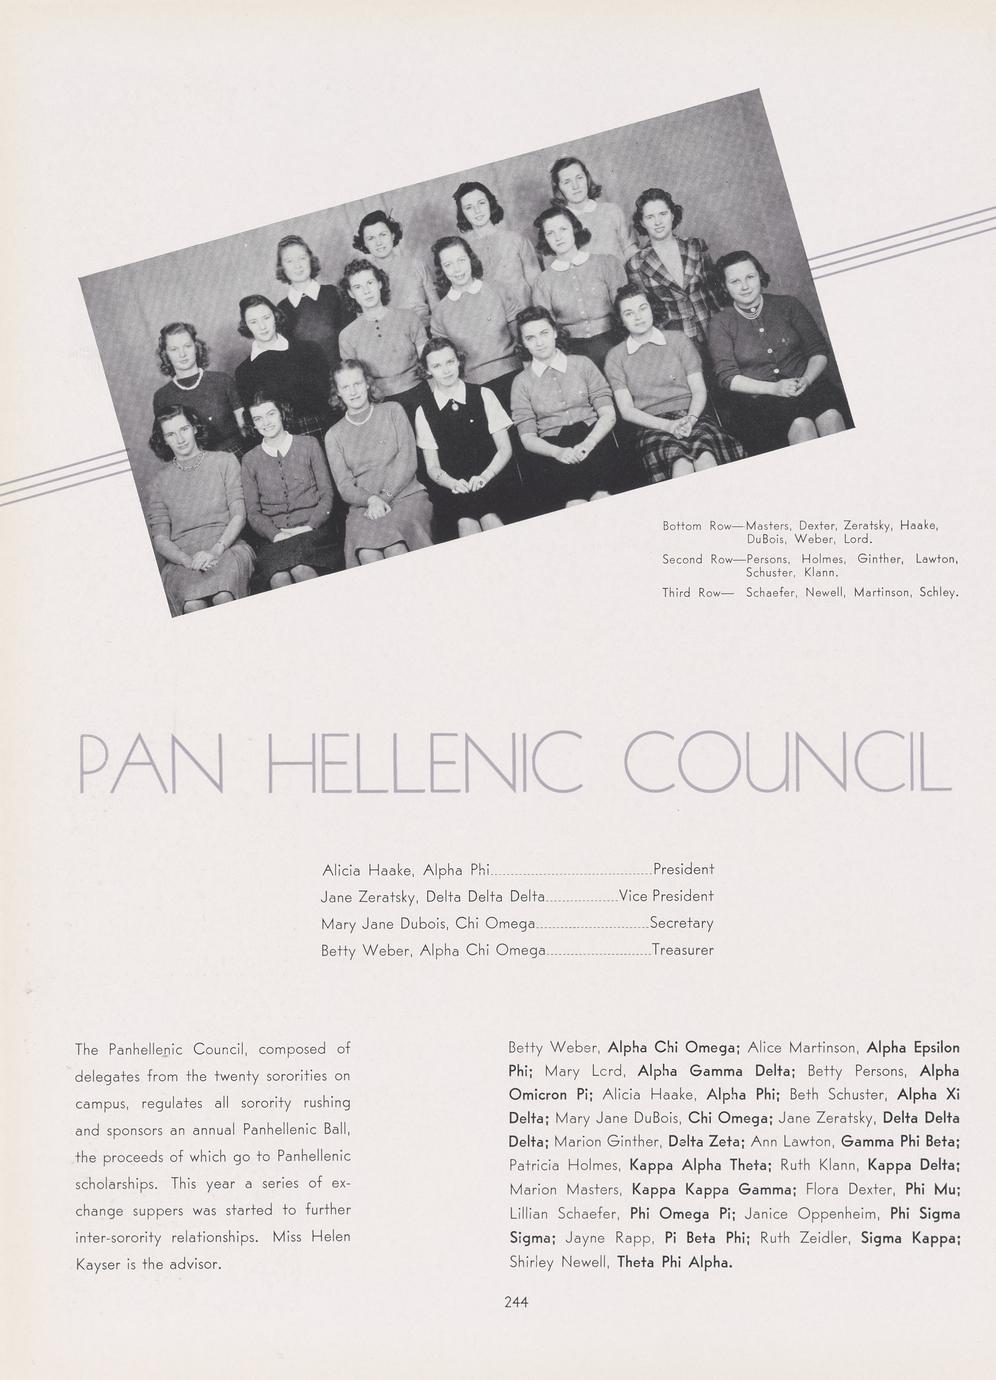 Bottom Row—Masters, Dexter, Zeratsky, Haake,
DuBois, Weber, Lord.
Second Row—Persons, Holmes, Ginther, Lawton,
Schuster, Klann.
Third Row— Schaefer, Newell, Martinson, Schley.
PAN HELLENIC COUNCIL
Alicia Haake, Alpha Phi........................................President
Jane Zeratsky, Delta Delta Delta..................Vice President
Mary Jane Dubois, Chi Omega............................Secretary
Betty Weber, Alpha Chi Omega..........................Treasurer
The Panhellenic Council, composed of
delegates from the twenty sororities on
campus, regulates all sorority rushing
and sponsors an annual Panhellenic Ball,
the proceeds of which go to Panhellenic
scholarships. This year a series of ex-
change suppers was started to further
inter-sorority relationships. Miss Helen
Kayser is the advisor.
Betty Weber, Alpha Chi Omega; Alice Martinson, Alpha Epsilon
Phi; Mary Lord, Alpha Gamma Delta; Betty Persons, Alpha
Omicron Pi; Alicia Haake, Alpha Phi; Beth Schuster, Alpha Xi
Delta; Mary Jane DuBois, Chi Omega; Jane Zeratsky, Delta Delta
Delta; Marion Ginther, Delta Zeta; Ann Lawton, Gamma Phi Beta;
Patricia Holmes, Kappa Alpha Theta; Ruth Klann, Kappa Delta;
Marion Masters, Kappa Kappa Gamma; Flora Dexter, Phi Mu;
Lillian Schaefer, Phi Omega Pi; Janice Oppenheim, Phi Sigma
Sigma; Jayne Rapp, Pi Beta Phi; Ruth Zeidler, Sigma Kappa;
Shirley Newell, Theta Phi Alpha.
244